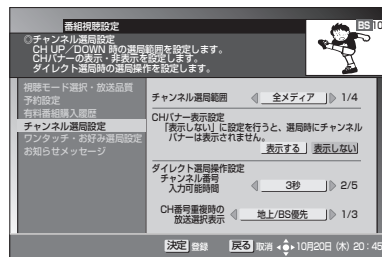 番組視聴設定
BS 10
◎チャンネル選局設定
CH UP／DOWN 時の選局範囲を設定します。
CHバナーの表示・非表示を設定します。
ダイレクト選局時の選局操作を設定します。
視聴モード選択・放送品質
予約設定
有料番組購入履歴
チャンネル選局設定
ワンタッチ・お好み選局設定
お知らせメッセージ
チャンネル選局範囲 全メディア 1/4
CHバナー表示設定
「表示しない」に設定を行うと、選局時にチャンネル
バナーは表示されません。
表示する 表示しない
ダイレクト選局操作設定
チャンネル番号
入力可能時間 3秒 2/5
CH番号重複時の
放送選択表示 地上/BS優先 1/3
決定 登録 戻る 取消 10月20日 (木) 20：45